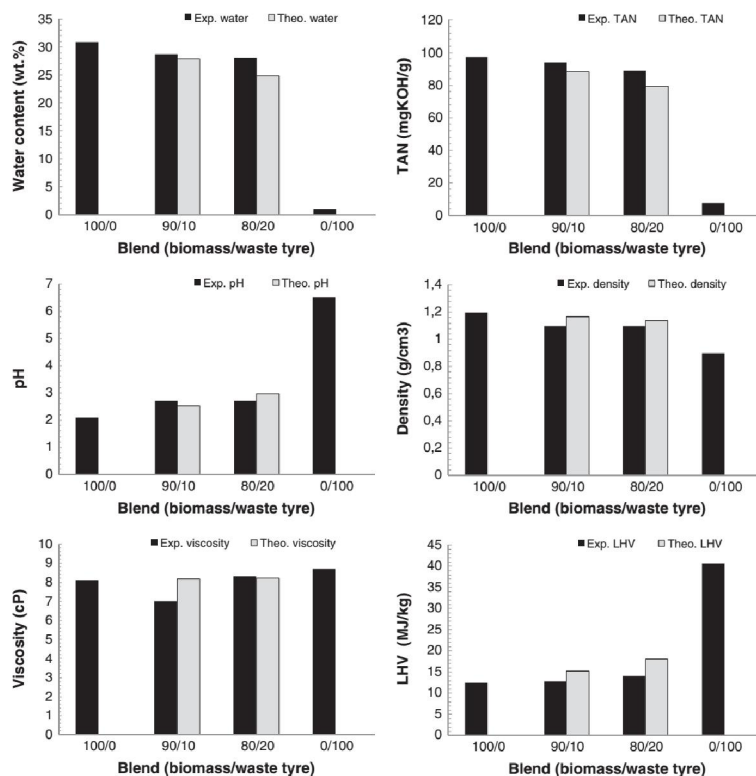 Exp. water Theo. water
Water content (wt.%)
35
30
25
20
15
10
5
0
100/0 90/10 80/20 0/100
Blend (biomass/waste tyre)
Exp. TAN Theo. TAN
TAN (mgKOH/g)
120
100
80
60
40
20
0
100/0 90/10 80/20 0/100
Blend (biomass/waste tyre)
Exp. pH Theo. pH
pH
7
6
5
4
3
2
1
0
100/0 90/10 80/20 0/100
Blend (biomass/waste tyre)
Exp. density Theo. density
Density (g/cm3)
1,4
1,2
1
0,8
0,6
0,4
0,2
0
100/0 90/10 80/20 0/100
Blend (biomass/waste tyre)
Exp. viscosity Theo. viscosity
Viscosity (cP)
10
9
8
7
6
5
4
3
2
1
0
100/0 90/10 80/20 0/100
Blend (biomass/waste tyre)
Exp. LHV Theo. LHV
LHV (MJ/kg)
45
40
35
30
25
20
15
10
5
0
100/0 90/10 80/20 0/100
Blend (biomass/waste tyre)